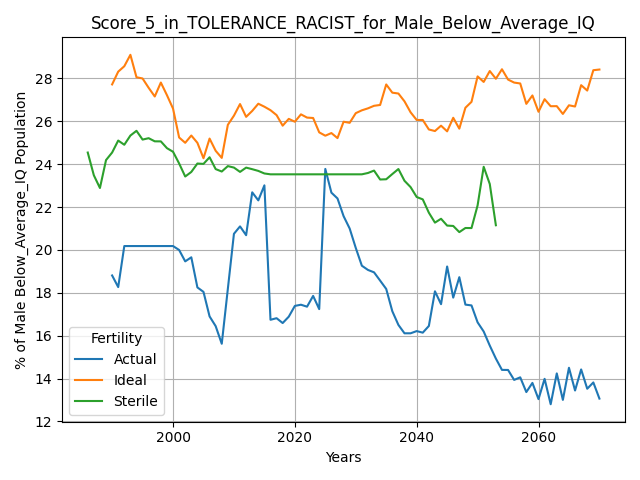 Score_5_in_TOLERANCE_RACIST_for_Male_Below_Average_IQ
% of Male Below_Average_IQ Population
28
26
24
22
20
18
16
14
12
Fertility
Actual
Ideal
Sterile
2000 2020 2040 2060
Years